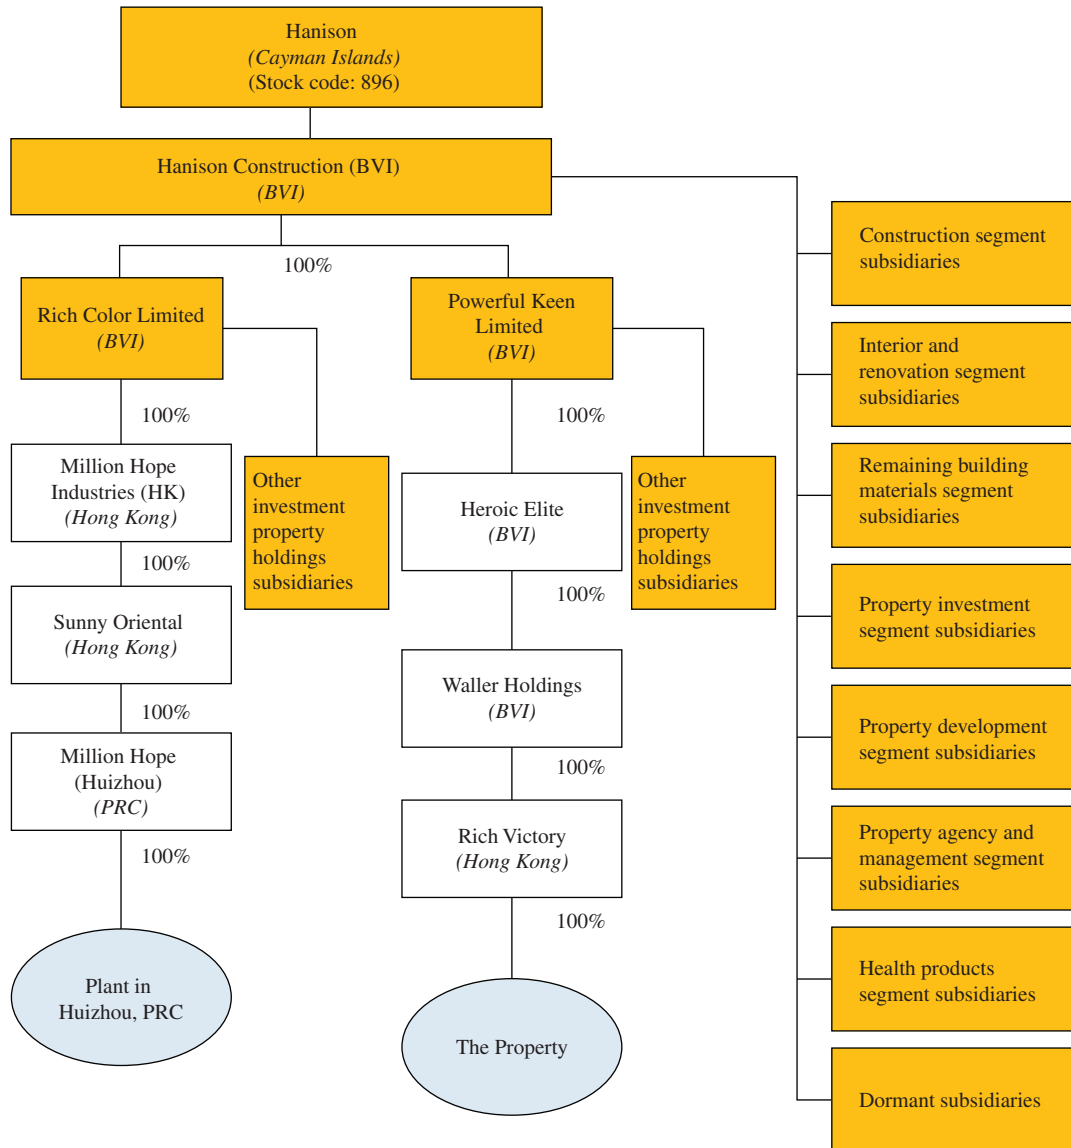 Hanison
(Cayman Islands)
(Stock code: 896)
Hanison Construction (BVI)
(BVI)
100%
Rich Color Limited
(BVI)
Powerful Keen
Limited
(BVI)
100%
100%
Million Hope
Industries (HK)
(Hong Kong)
Other
investment
property
holdings
subsidiaries
Heroic Elite
(BVI)
Other
investment
property
holdings
subsidiaries
100%
100%
Sunny Oriental
(Hong Kong)
Waller Holdings
(BVI)
100%
100%
Million Hope
(Huizhou)
(PRC)
Rich Victory
(Hong Kong)
100%
100%
Plant in
Huizhou, PRC
The Property
Construction segment
subsidiaries
Interior and
renovation segment
subsidiaries
Remaining building
materials segment
subsidiaries
Property investment
segment subsidiaries
Property development
segment subsidiaries
Property agency and
management segment
subsidiaries
Health products
segment subsidiaries
Dormant subsidiaries